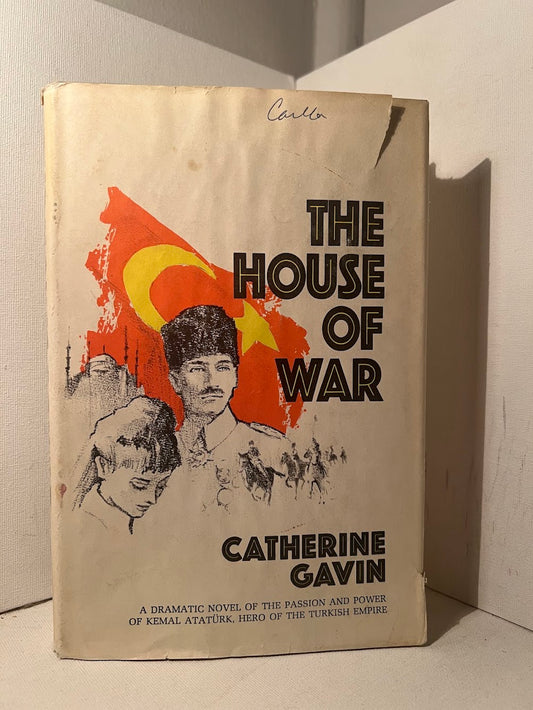 THE
HOUSE
OF
WAR
CATHERINE
GAVIN
A DRAMATIC NOVEL OF THE PASSION AND POWER
OF KEMAL ATATÜRK, HERO OF THE TURKISH EMPIRE